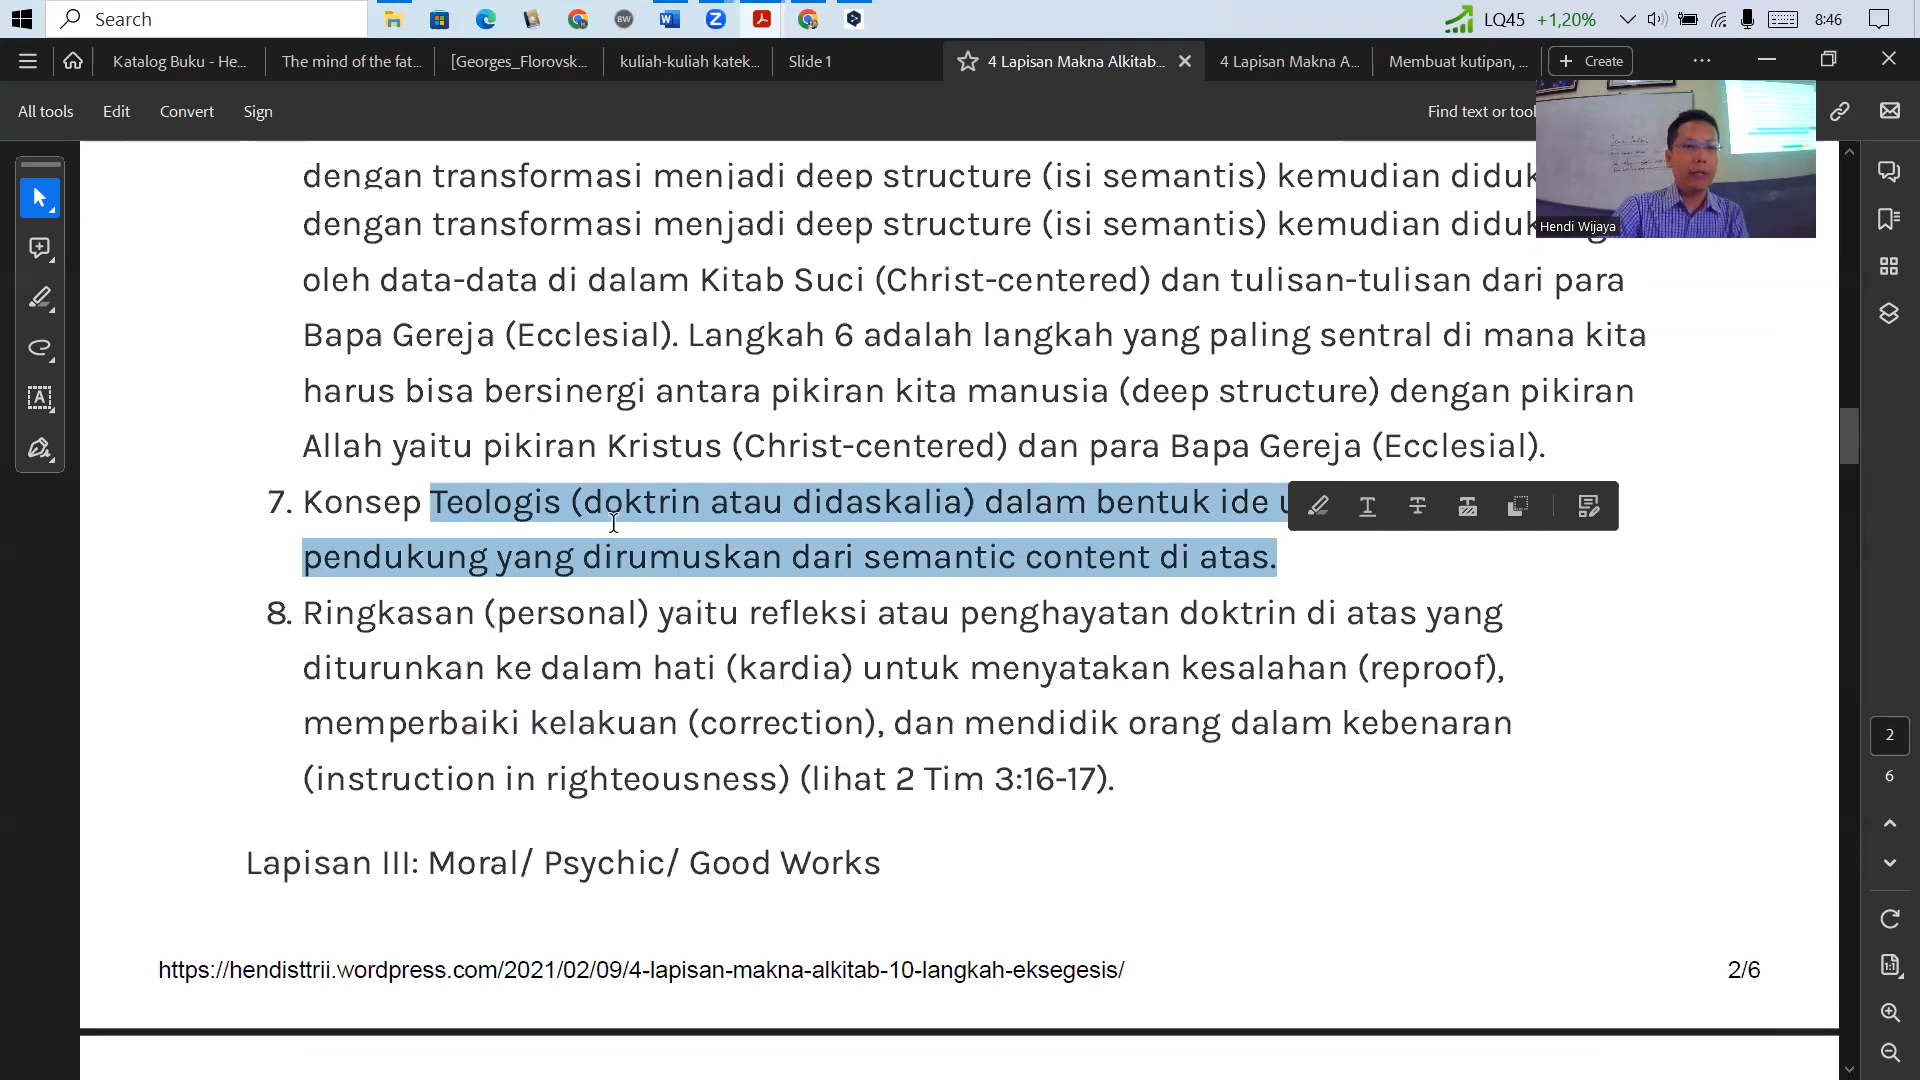 Search
LQ45 +1,20%
8:46
Katalog Buku - He...
The mind of the fat...
[Georges_Florovsk...
kuliah-kuliah katek...
Slide 1
4 Lapisan Makna Alkitab...
4 Lapisan Makna A...
Membuat kutipan, ...
Create
All tools Edit Convert Sign
Find text or tool
dengan transformasi menjadi deep structure (isi semantis) kemudian
dengan transformasi menjadi deep structure (isi semantis) kemudian
oleh data-data di dalam Kitab Suci (Christ-centered) dan tulisan-tulisan dari para
Bapa Gereja (Ecclesial). Langkah 6 adalah langkah yang paling sentral di mana kita
harus bisa bersinergi antara pikiran kita manusia (deep structure) dengan pikiran
Allah yaitu pikiran Kristus (Christ-centered) dan para Bapa Gereja (Ecclesial).
7. Konsep Teologis (doktrin atau didaskalia) dalam bentuk ide
pendukung yang dirumuskan dari semantic content di atas.
8. Ringkasan (personal) yaitu refleksi atau penghayatan doktrin di atas yang
diturunkan ke dalam hati (kardia) untuk menyatakan kesalahan (reproof),
memperbaiki kelakuan (correction), dan mendidik orang dalam kebenaran
(instruction in righteousness) (lihat 2 Tim 3:16-17).
Lapisan III: Moral/ Psychic/ Good Works
https://hendisttrii.wordpress.com/2021/02/09/4-lapisan-makna-alkitab-10-langkah-eksegesis/
2/6
Hendi Wijaya
2
6